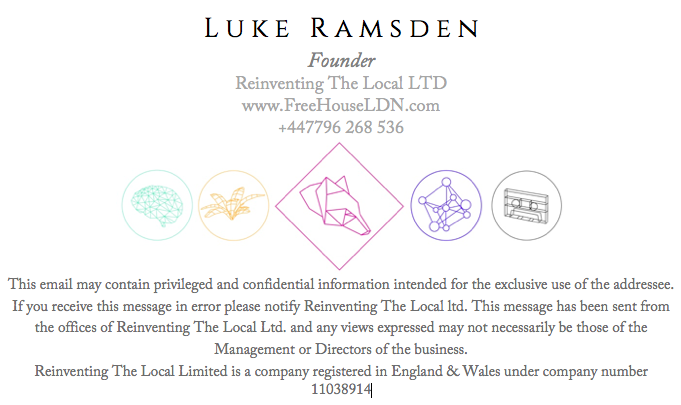 LUKE RAMSDEN
Founder
Reinventing The Local LTD
www.FreeHouseLDN.com
+447796 268 536
This email may contain privileged and confidential information intended for the exclusive use of the addressee.
If you receive this message in error please notify Reinventing The Local ltd. This message has been sent from
the offices of Reinventing The Local Ltd. and any views expressed may not necessarily be those of the
Management or Directors of the business.
Reinventing The Local Limited is a company registered in England & Wales under company number
11038914